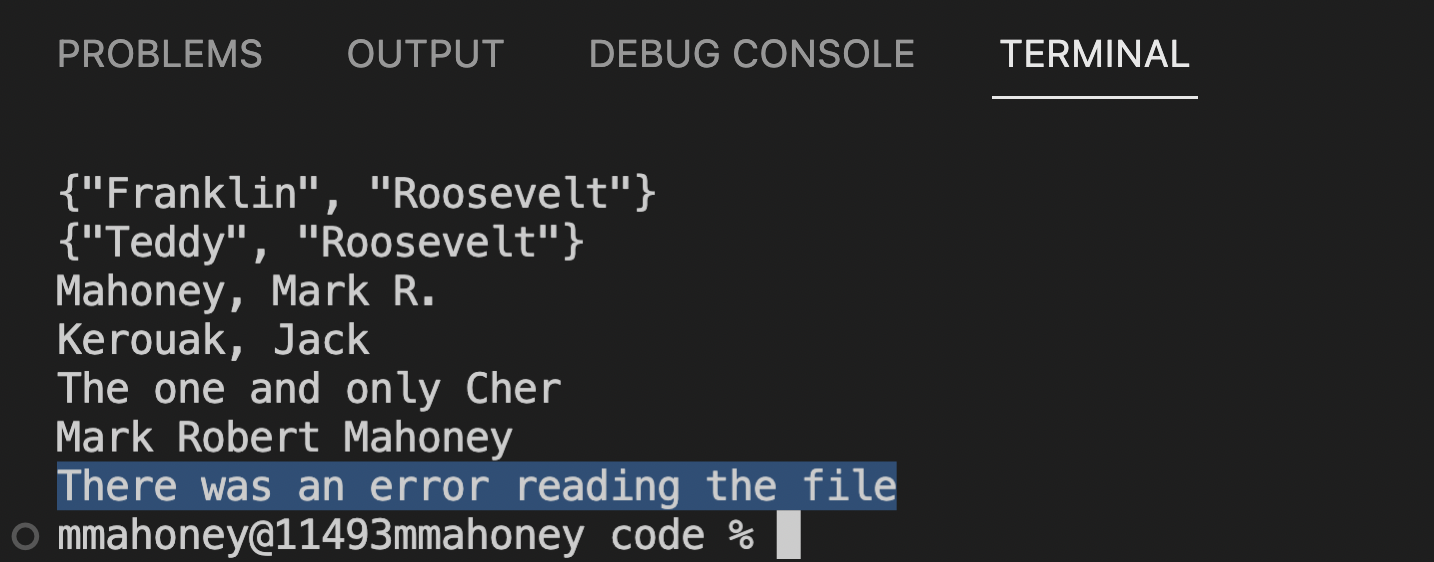 PROBLEMS OUTPUT DEBUG CONSOLE TERMINAL
{"Franklin", "Roosevelt"}
{"Teddy", "Roosevelt"}
Mahoney, Mark R.
Kerouak, Jack
The one and only Cher
Mark Robert Mahoney
There was an error reading the file
mmahoney@11493mmahoney code %